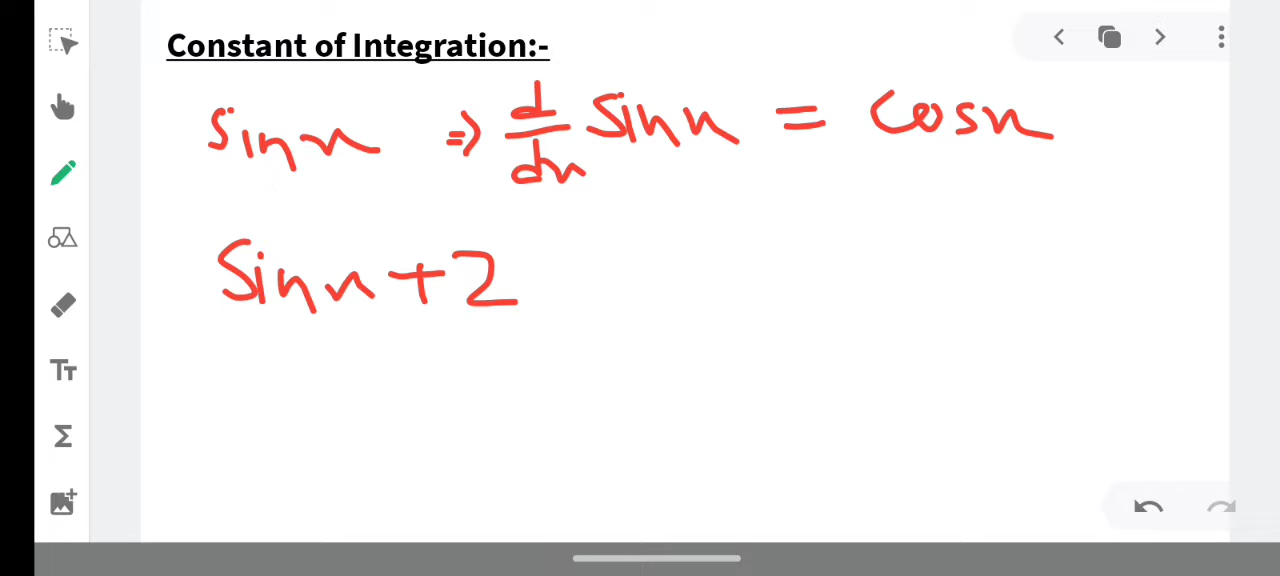 Constant of Integration:-
sinx ⇒ d/dx sinx = cosx
sinx + 2